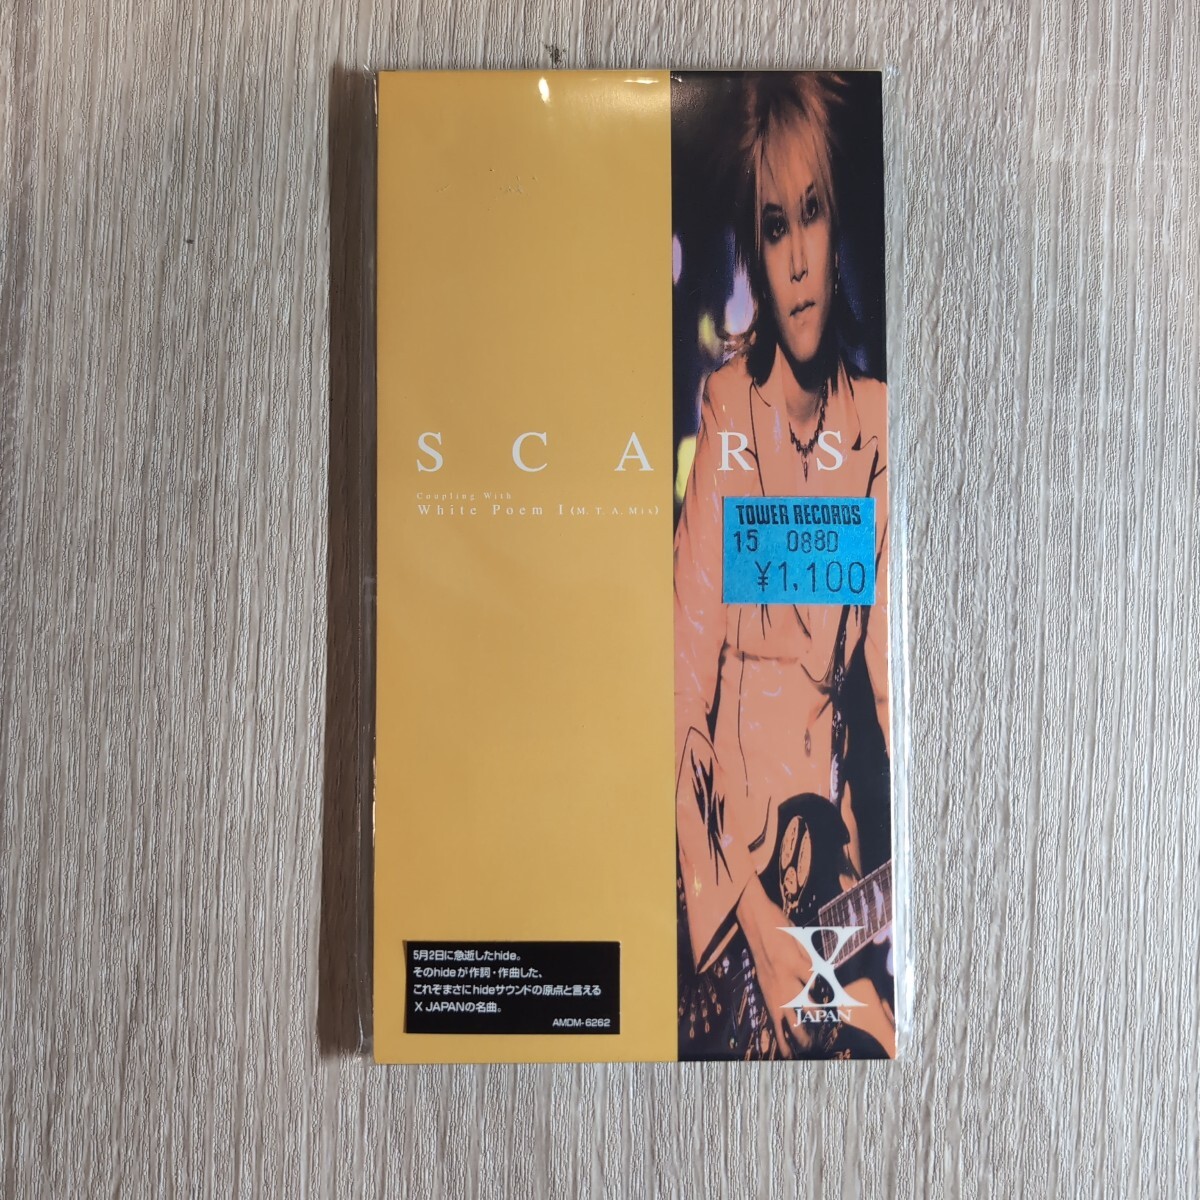 S C A R S
Coupling With
White Poem I (M. T. A. Mix)
TOWER RECORDS
15 088D
¥1,100
5月2日に急逝したhide。
そのhideが作詞・作曲した、
これぞまさにhideサウンドの原点と言える
X JAPANの名曲。
AMDM-6262
X
JAPAN